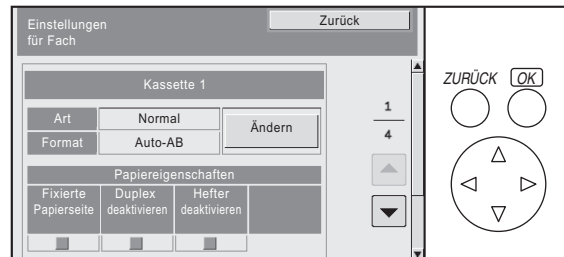 Einstellungen
für Fach
Zurück
Kassette 1
Art
Normal
Ändern
Format
Auto-AB
1
4
Papiereigenschaften
Fixierte
Papierseite
Duplex
deaktivieren
Hefter
deaktivieren
ZURÜCK
OK